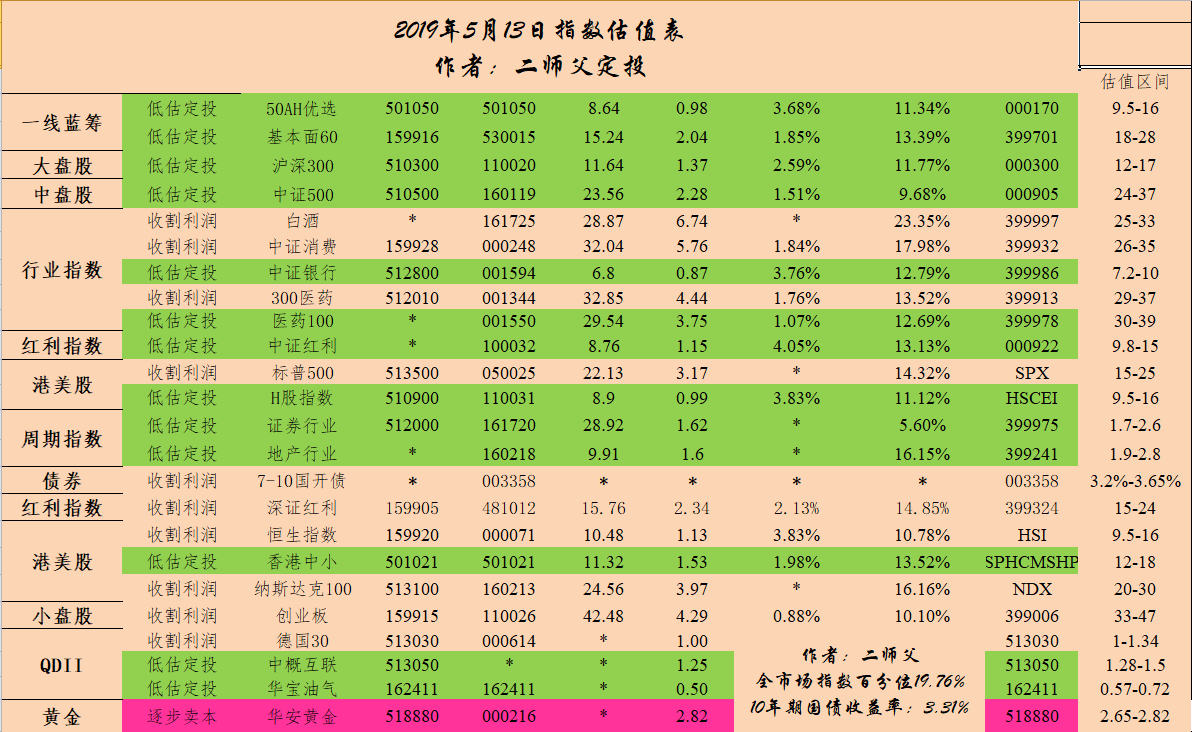 2019年5月13日指数估值表
作者：二师父定投
估值区间
一线蓝筹 低估定投 50AH优选 501050 501050 8.64 0.98 3.68% 11.34% 000170 9.5-16
低估定投 基本面60 159916 530015 15.24 2.04 1.85% 13.39% 399701 18-28
大盘股 低估定投 沪深300 510300 110020 11.64 1.37 2.59% 11.77% 000300 12-17
中盘股 低估定投 中证500 510500 160119 23.56 2.28 1.51% 9.68% 000905 24-37
行业指数 收割利润 白酒 * 161725 28.87 6.74 * 23.35% 399997 25-33
收割利润 中证消费 159928 000248 32.04 5.76 1.84% 17.98% 399932 26-35
低估定投 中证银行 512800 001594 6.8 0.87 3.76% 12.79% 399986 7.2-10
收割利润 300医药 512010 001344 32.85 4.44 1.76% 13.52% 399913 29-37
低估定投 医药100 * 001550 29.54 3.75 1.07% 12.69% 399978 30-39
红利指数 低估定投 中证红利 * 100032 8.76 1.15 4.05% 13.13% 000922 9.8-15
港美股 收割利润 标普500 513500 050025 22.13 3.17 * 14.32% SPX 15-25
低估定投 H股指数 510900 110031 8.9 0.99 3.83% 11.12% HSCEI 9.5-16
周期指数 低估定投 证券行业 512000 161720 28.92 1.62 * 5.60% 399975 1.7-2.6
低估定投 地产行业 * 160218 9.91 1.6 * 16.15% 399241 1.9-2.8
债券 收割利润 7-10国开债 * 003358 * * * * 003358 3.2%-3.65%
红利指数 收割利润 深证红利 159905 481012 15.76 2.34 2.13% 14.85% 399324 15-24
港美股 收割利润 恒生指数 159920 000071 10.48 1.13 3.83% 10.78% HSI 9.5-16
低估定投 香港中小 501021 501021 11.32 1.53 1.98% 13.52% SPHCMSHP 12-18
收割利润 纳斯达克100 513100 160213 24.56 3.97 * 16.16% NDX 20-30
小盘股 收割利润 创业板 159915 110026 42.48 4.29 0.88% 10.10% 399006 33-47
QDII 收割利润 德国30 513030 000614 * 1.00 513030 1-1.34
低估定投 中概互联 513050 * * 1.25 513050 1.28-1.5
低估定投 华宝油气 162411 162411 * 0.50 162411 0.57-0.72
黄金 逐步卖本 华安黄金 518880 000216 * 2.82 518880 2.65-2.82
作者：二师父
全市场指数百分位19.76%
10年期国债收益率：3.31%